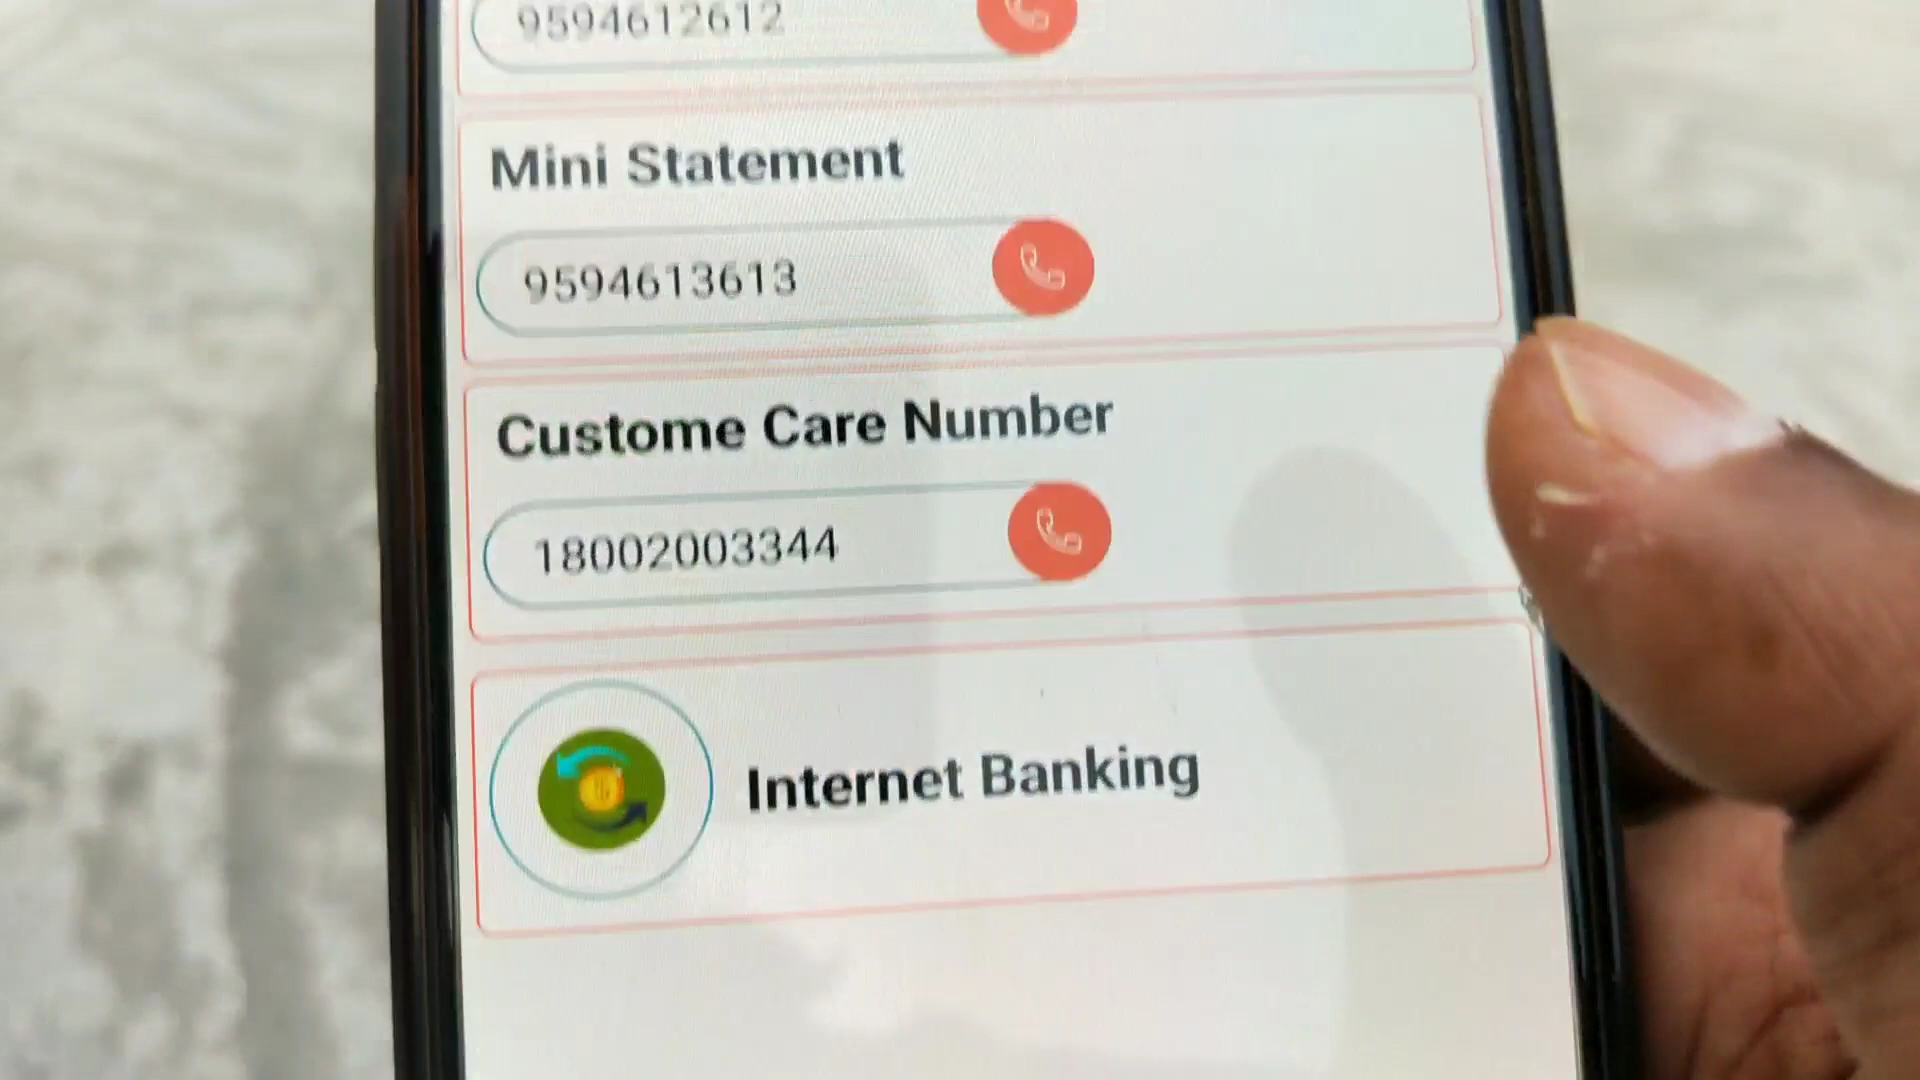 9594612612
Mini Statement
9594613613
Custome Care Number
18002003344
Internet Banking